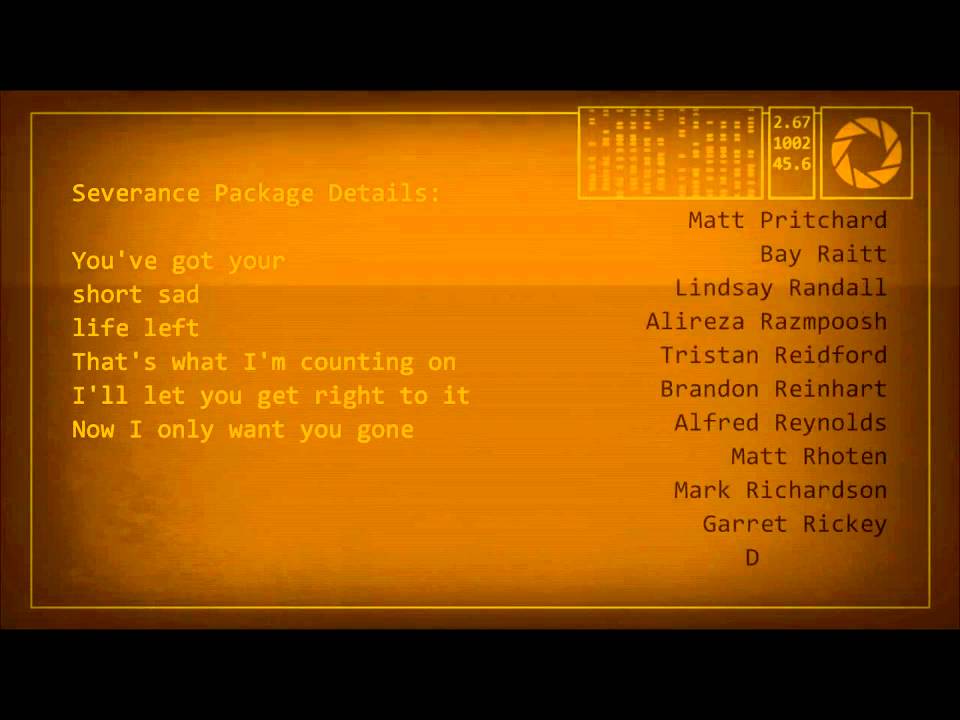 2.67
1002
45.6
Severance Package Details:
You've got your
short sad
life left
That's what I'm counting on
I'll let you get right to it
Now I only want you gone
Matt Pritchard
Bay Raitt
Lindsay Randall
Alireza Razmpoosh
Tristan Reidford
Brandon Reinhart
Alfred Reynolds
Matt Rhoten
Mark Richardson
Garret Rickey
D